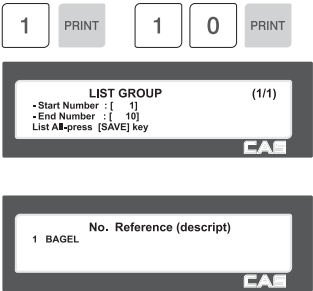 1 PRINT 1 0 PRINT
LIST GROUP (1/1)
- Start Number : [ 1]
- End Number : [ 10]
List All-press [SAVE] key
CAS
No. Reference (descript)
1 BAGEL
CAS